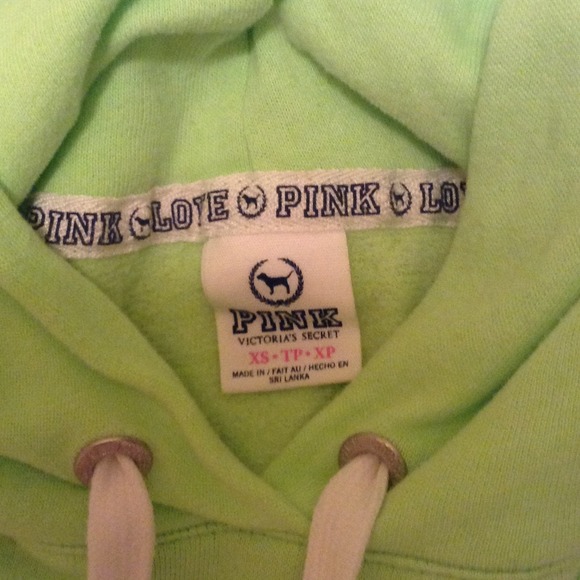 PINK LOVE PINK LO
PINK
VICTORIA'S SECRET
XS • TP • XP
MADE IN / FAIT AU / HECHO EN
SRI LANKA